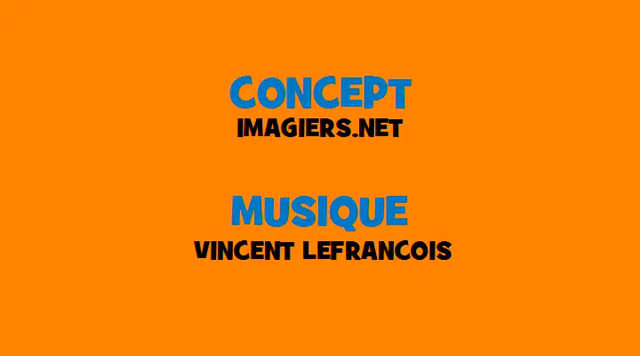 CONCEPT
IMAGIERS.NET
MUSIQUE
VINCENT LEFRANCOIS